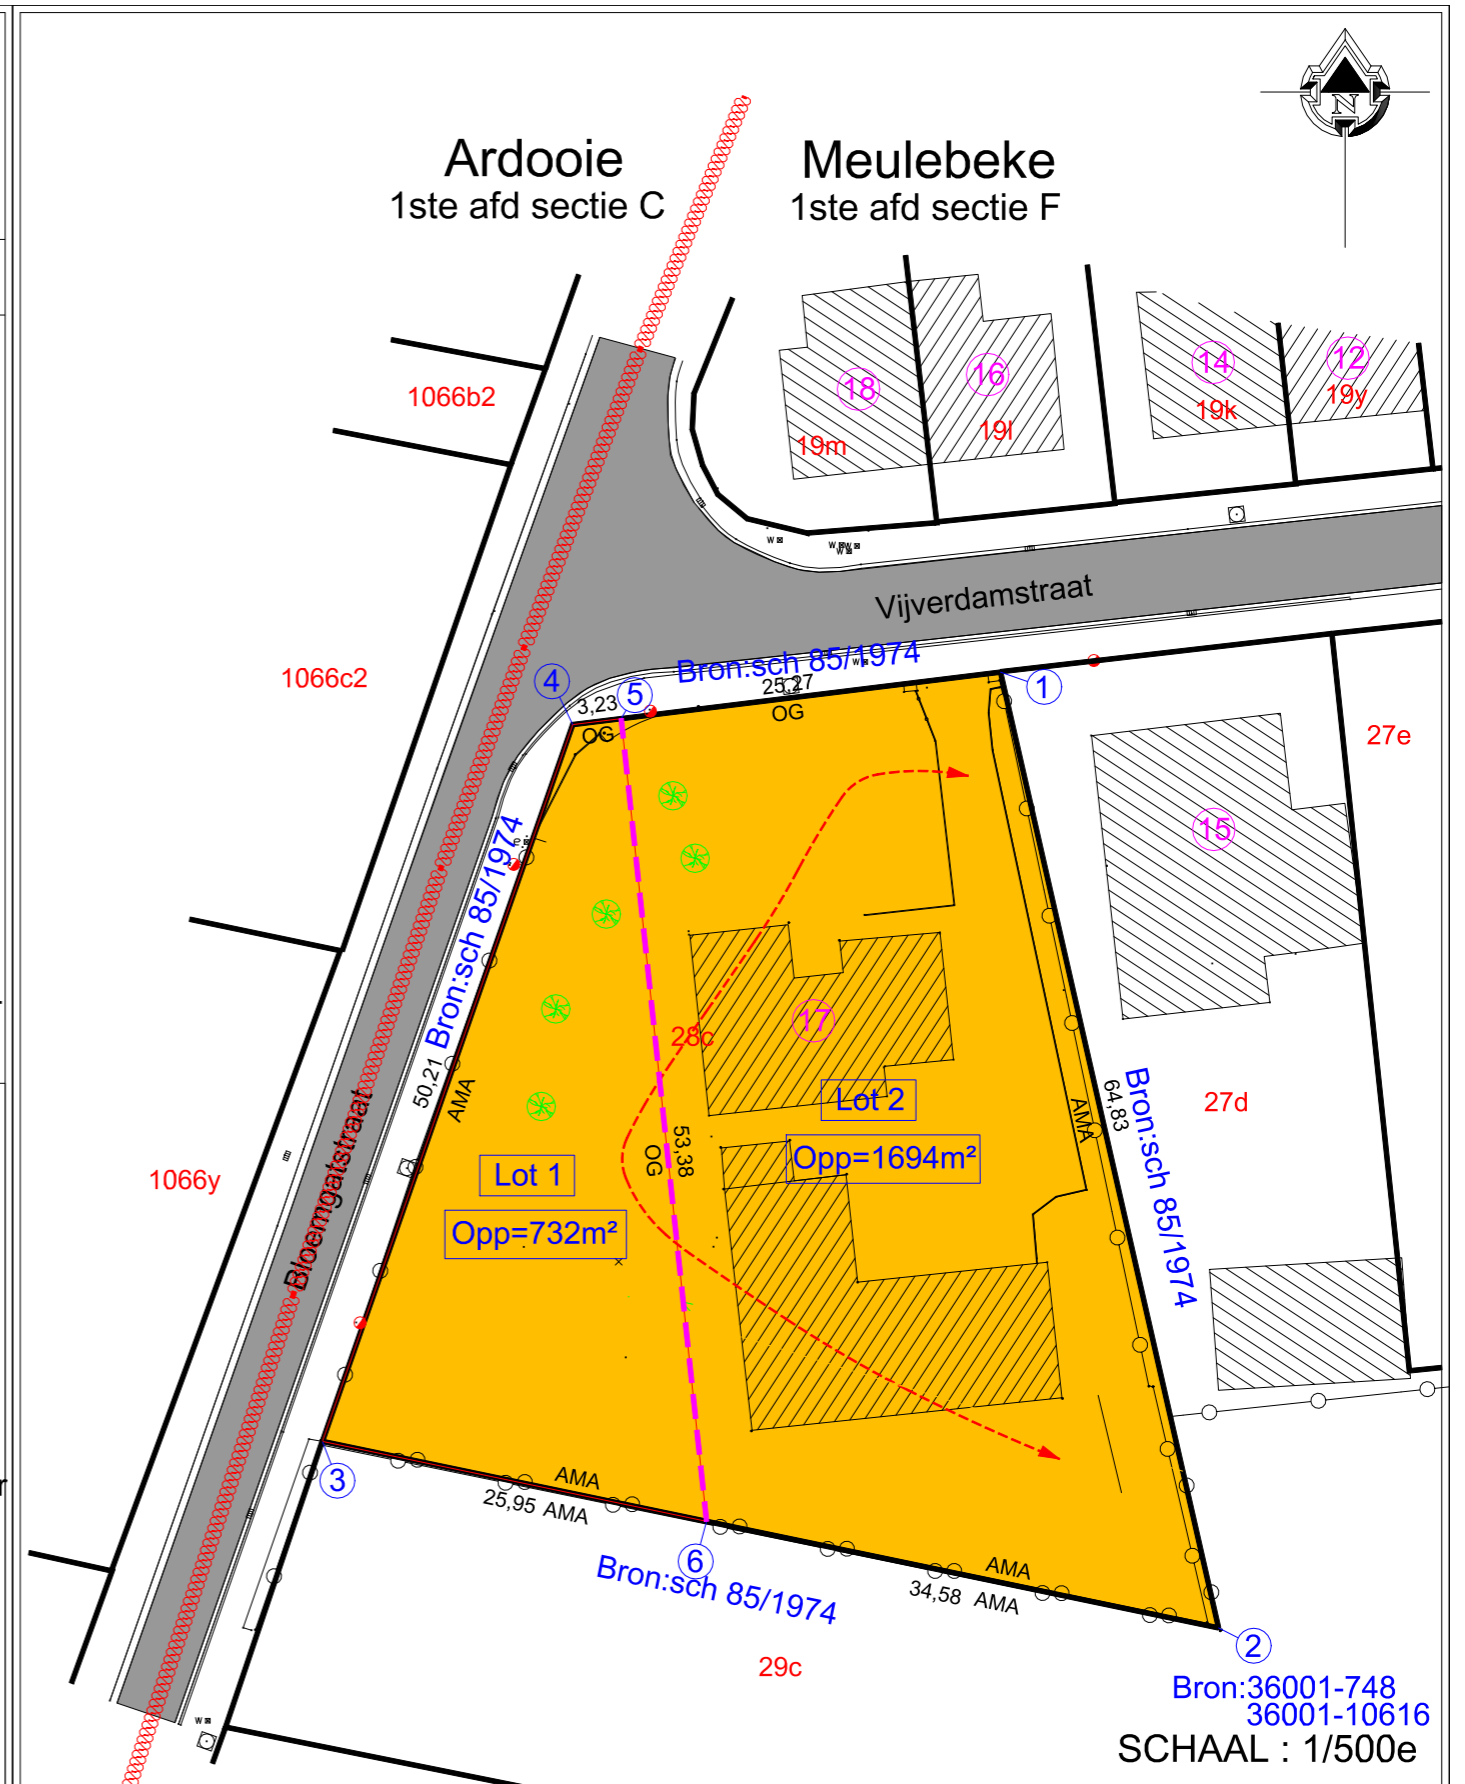 N
Ardooie
1ste afd sectie C
Meulebeke
1ste afd sectie F
1066b2
18
16
14
12
19m
19l
19k
19y
W
W W W
W
Vijverdamstraat
1066c2
Bron:sch 85/1974
W
4
5
1
3,23
25,27
OG
OG
27e
15
e
Bron:sch 85/1974
28c
17
50,21
AMA
Lot 2
Opp=1694m²
AMA
64,83
Bron:sch 85/1974
27d
53,38
OG
Lot 1
Opp=732m²
1066y
Bloemgatstraat
3
AMA
25,95 AMA
6
Bron:sch 85/1974
AMA
34,58 AMA
2
29c
r
W
Bron:36001-748
36001-10616
SCHAAL : 1/500e